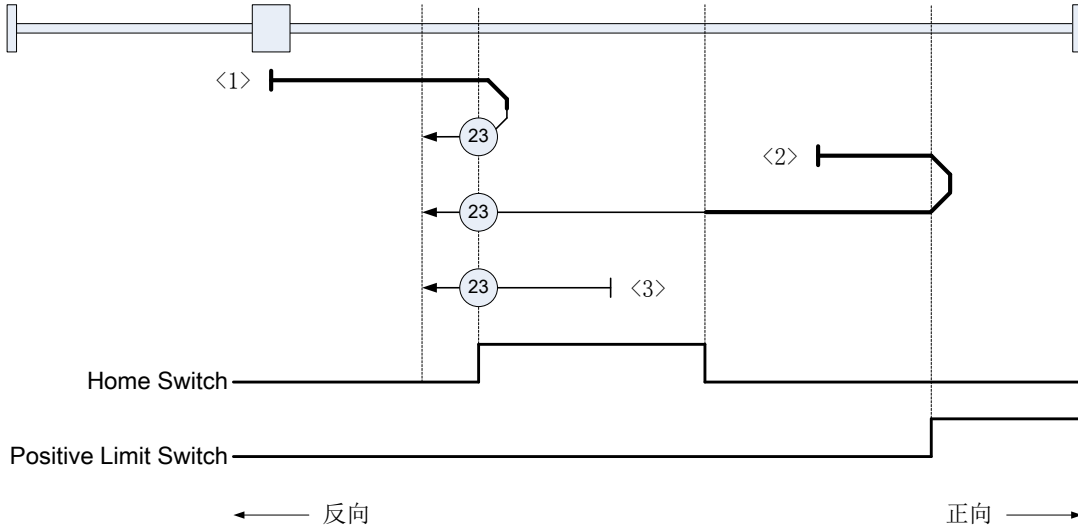 〈1〉
23
〈2〉
23
23
〈3〉
Home Switch
Positive Limit Switch
反向
正向